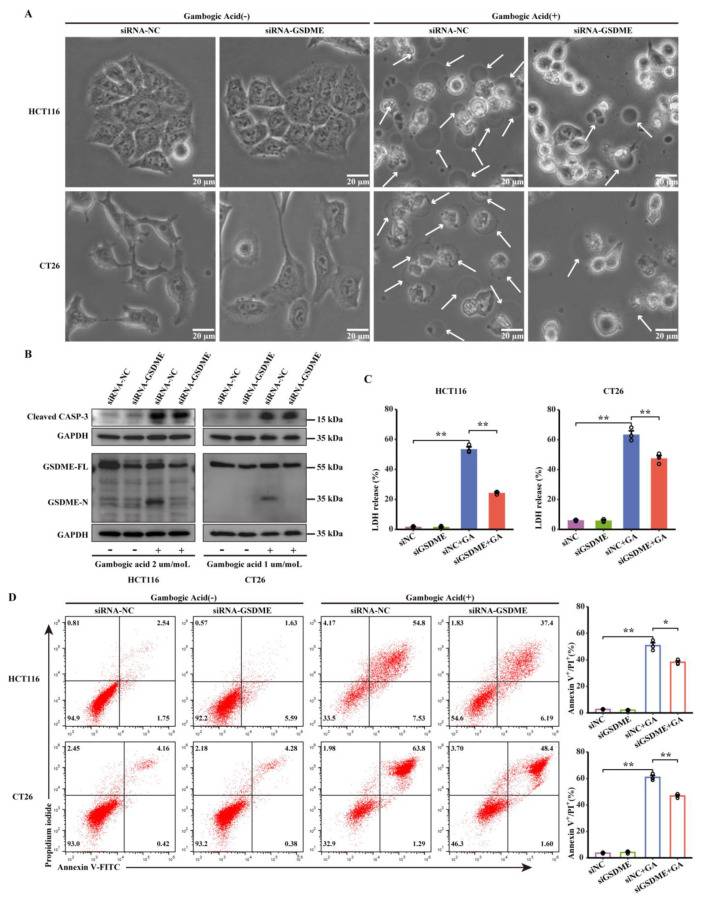 A
Gambogic Acid(-) Gambogic Acid(+)
siRNA-NC siRNA-GSDME siRNA-NC siRNA-GSDME
HCT116
20 μm 20 μm 20 μm 20 μm
CT26
20 μm 20 μm 20 μm 20 μm
B
siRNA-NC siRNA-GSDME siRNA-NC siRNA-GSDME siRNA-NC siRNA-GSDME siRNA-NC siRNA-GSDME
Cleaved CASP-3 15 kDa
GAPDH 35 kDa
GSDME-FL 55 kDa
GSDME-N 35 kDa
GAPDH 35 kDa
- - + + - - + +
Gambogic acid 2 um/moL Gambogic acid 1 um/moL
HCT116 CT26
C
HCT116 CT26
LDH release (%)
80
60
40
20
0
** **
siNC siGSDME siNC+GA siGSDME+GA
LDH release (%)
80
60
40
20
0
** **
siNC siGSDME siNC+GA siGSDME+GA
D
Gambogic Acid(-) Gambogic Acid(+)
siRNA-NC siRNA-GSDME siRNA-NC siRNA-GSDME
HCT116
0.81 2.54 0.57 1.63 4.17 54.8 1.83 37.4
94.9 1.75 92.2 5.59 33.5 7.53 54.6 6.19
CT26
2.45 4.16 2.18 4.28 1.98 63.8 3.70 48.4
93.0 0.42 93.2 0.38 32.9 1.29 46.3 1.60
Propidium iodide
Annexin V-FITC
Annexin V⁺/PI⁺(%)
80
60
40
20
0
** *
siNC siGSDME siNC+GA siGSDME+GA
Annexin V⁺/PI⁺(%)
80
60
40
20
0
** **
siNC siGSDME siNC+GA siGSDME+GA